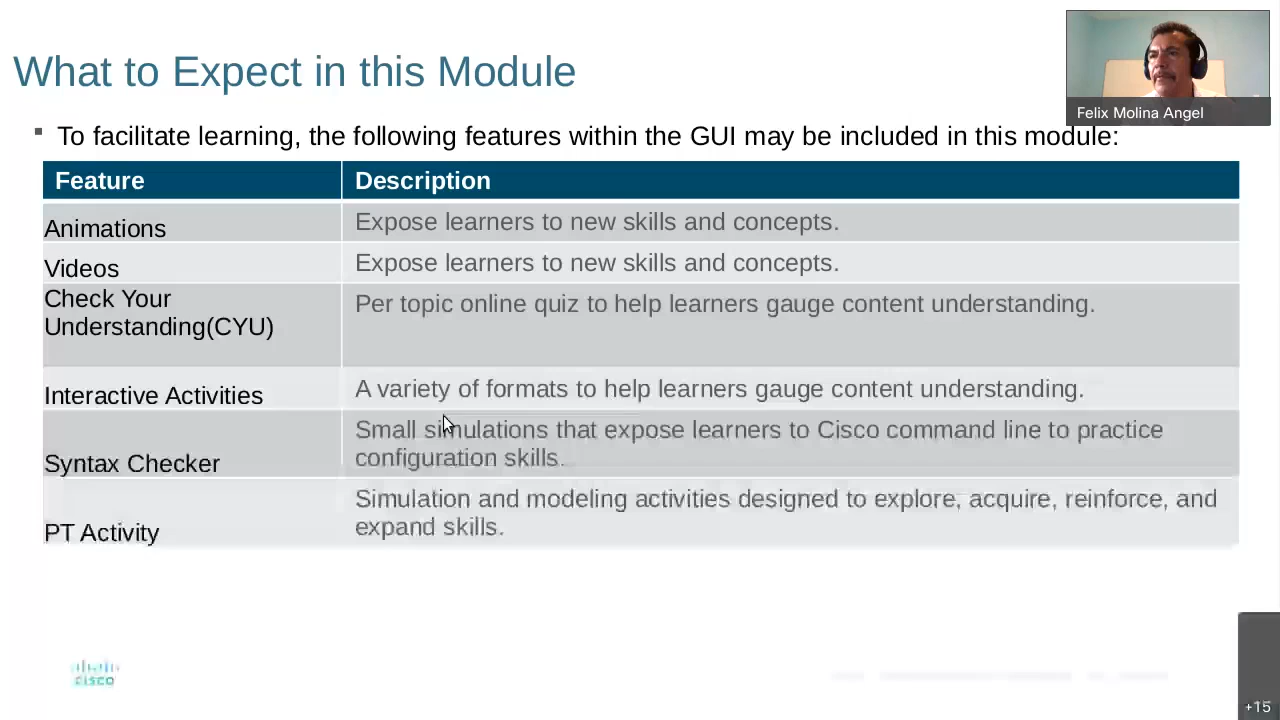 What to Expect in this Module
Felix Molina Angel
To facilitate learning, the following features within the GUI may be included in this module:
Feature Description
Animations Expose learners to new skills and concepts.
Videos Expose learners to new skills and concepts.
Check Your
Understanding(CYU)
Per topic online quiz to help learners gauge content understanding.
Interactive Activities A variety of formats to help learners gauge content understanding.
Syntax Checker
Small simulations that expose learners to Cisco command line to practice
configuration skills.
PT Activity
Simulation and modeling activities designed to explore, acquire, reinforce, and
expand skills.
cisco
+15